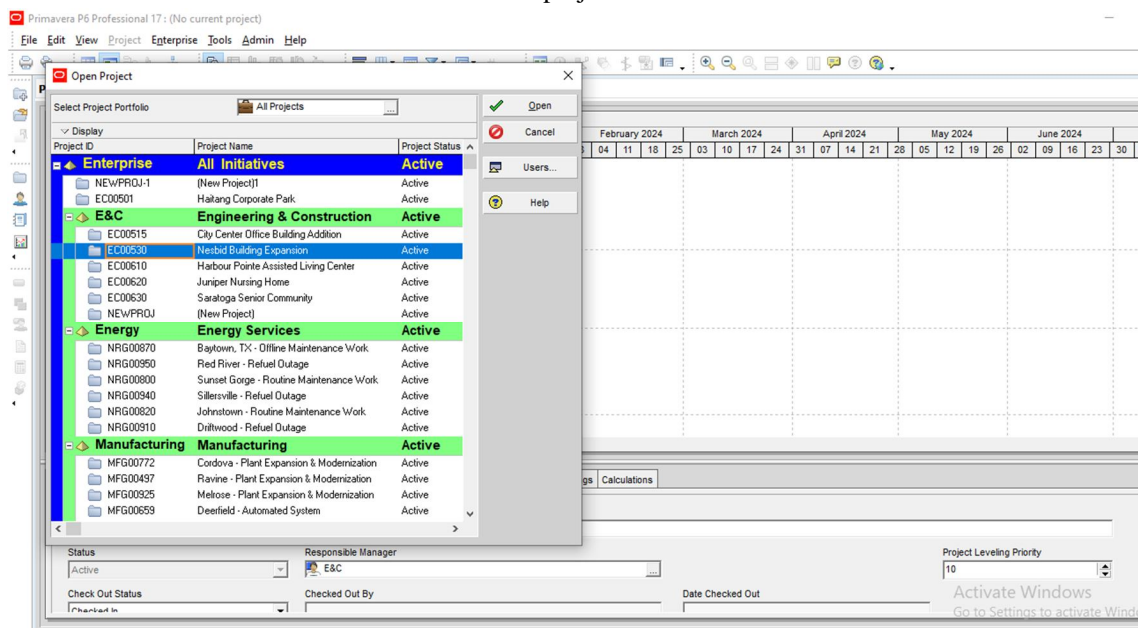 Primavera P6 Professional 17 : (No current project)
File Edit View Project Enterprise Tools Admin Help
Open Project
Select Project Portfolio All Projects ...
Open
Display
Cancel
Project ID Project Name Project Status
Enterprise All Initiatives Active
Users...
NEWPROJ-1 (New Project)1 Active
EC00501 Haitang Corporate Park Active
Help
E&C Engineering & Construction Active
EC00515 City Center Office Building Addition Active
EC00530 Nesbid Building Expansion Active
EC00610 Harbour Pointe Assisted Living Center Active
EC00620 Juniper Nursing Home Active
EC00630 Saratoga Senior Community Active
NEWPROJ (New Project) Active
Energy Energy Services Active
NRG00870 Baytown, TX - Offline Maintenance Work Active
NRG00950 Red River - Refuel Outage Active
NRG00800 Sunset Gorge - Routine Maintenance Work Active
NRG00940 Sillersville - Refuel Outage Active
NRG00820 Johnstown - Routine Maintenance Work Active
NRG00910 Driftwood - Refuel Outage Active
Manufacturing Manufacturing Active
MFG00772 Cordova - Plant Expansion & Modernization Active
MFG00497 Ravine - Plant Expansion & Modernization Active
MFG00925 Melrose - Plant Expansion & Modernization Active
MFG00659 Deerfield - Automated System Active
February 2024 March 2024 April 2024 May 2024 June 2024
04 11 18 25 03 10 17 24 31 07 14 21 28 05 12 19 26 02 09 16 23 30
gs Calculations
Status Responsible Manager Project Leveling Priority
Active E&C ... 10
Check Out Status Checked Out By Date Checked Out
Checked In
Activate Windows
Go to Settings to activate Wind